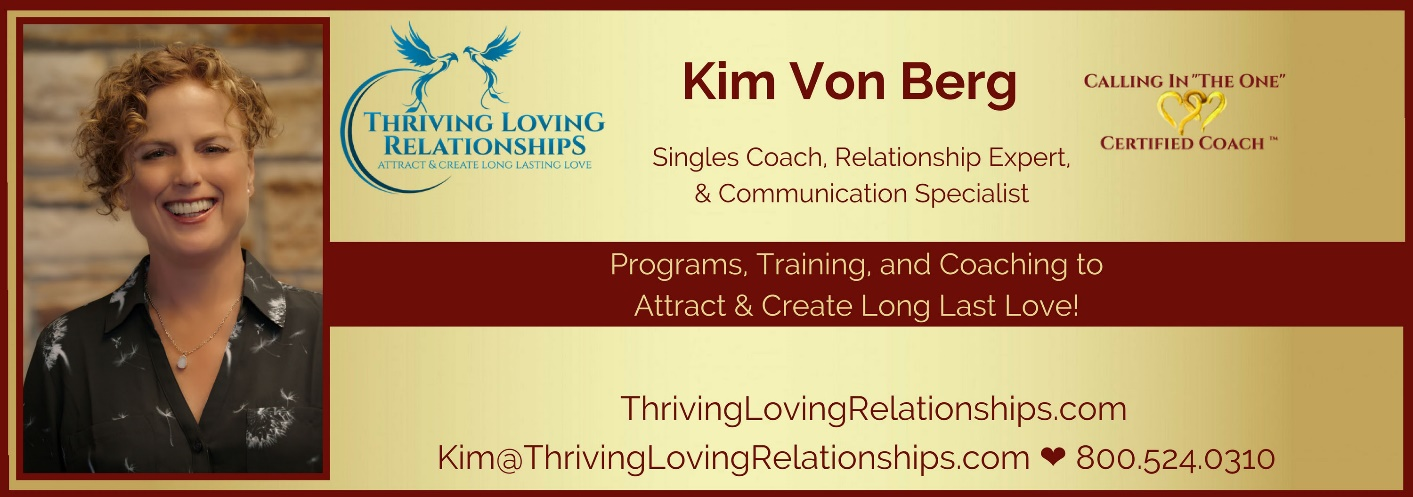 THRIVING LOVING
RELATIONSHIPS
ATTRACT & CREATE LONG LASTING LOVE
Kim Von Berg
Singles Coach, Relationship Expert,
& Communication Specialist
CALLING IN "THE ONE"
CERTIFIED COACH ™
Programs, Training, and Coaching to
Attract & Create Long Last Love!
ThrivingLovingRelationships.com
Kim@ThrivingLovingRelationships.com ❤ 800.524.0310